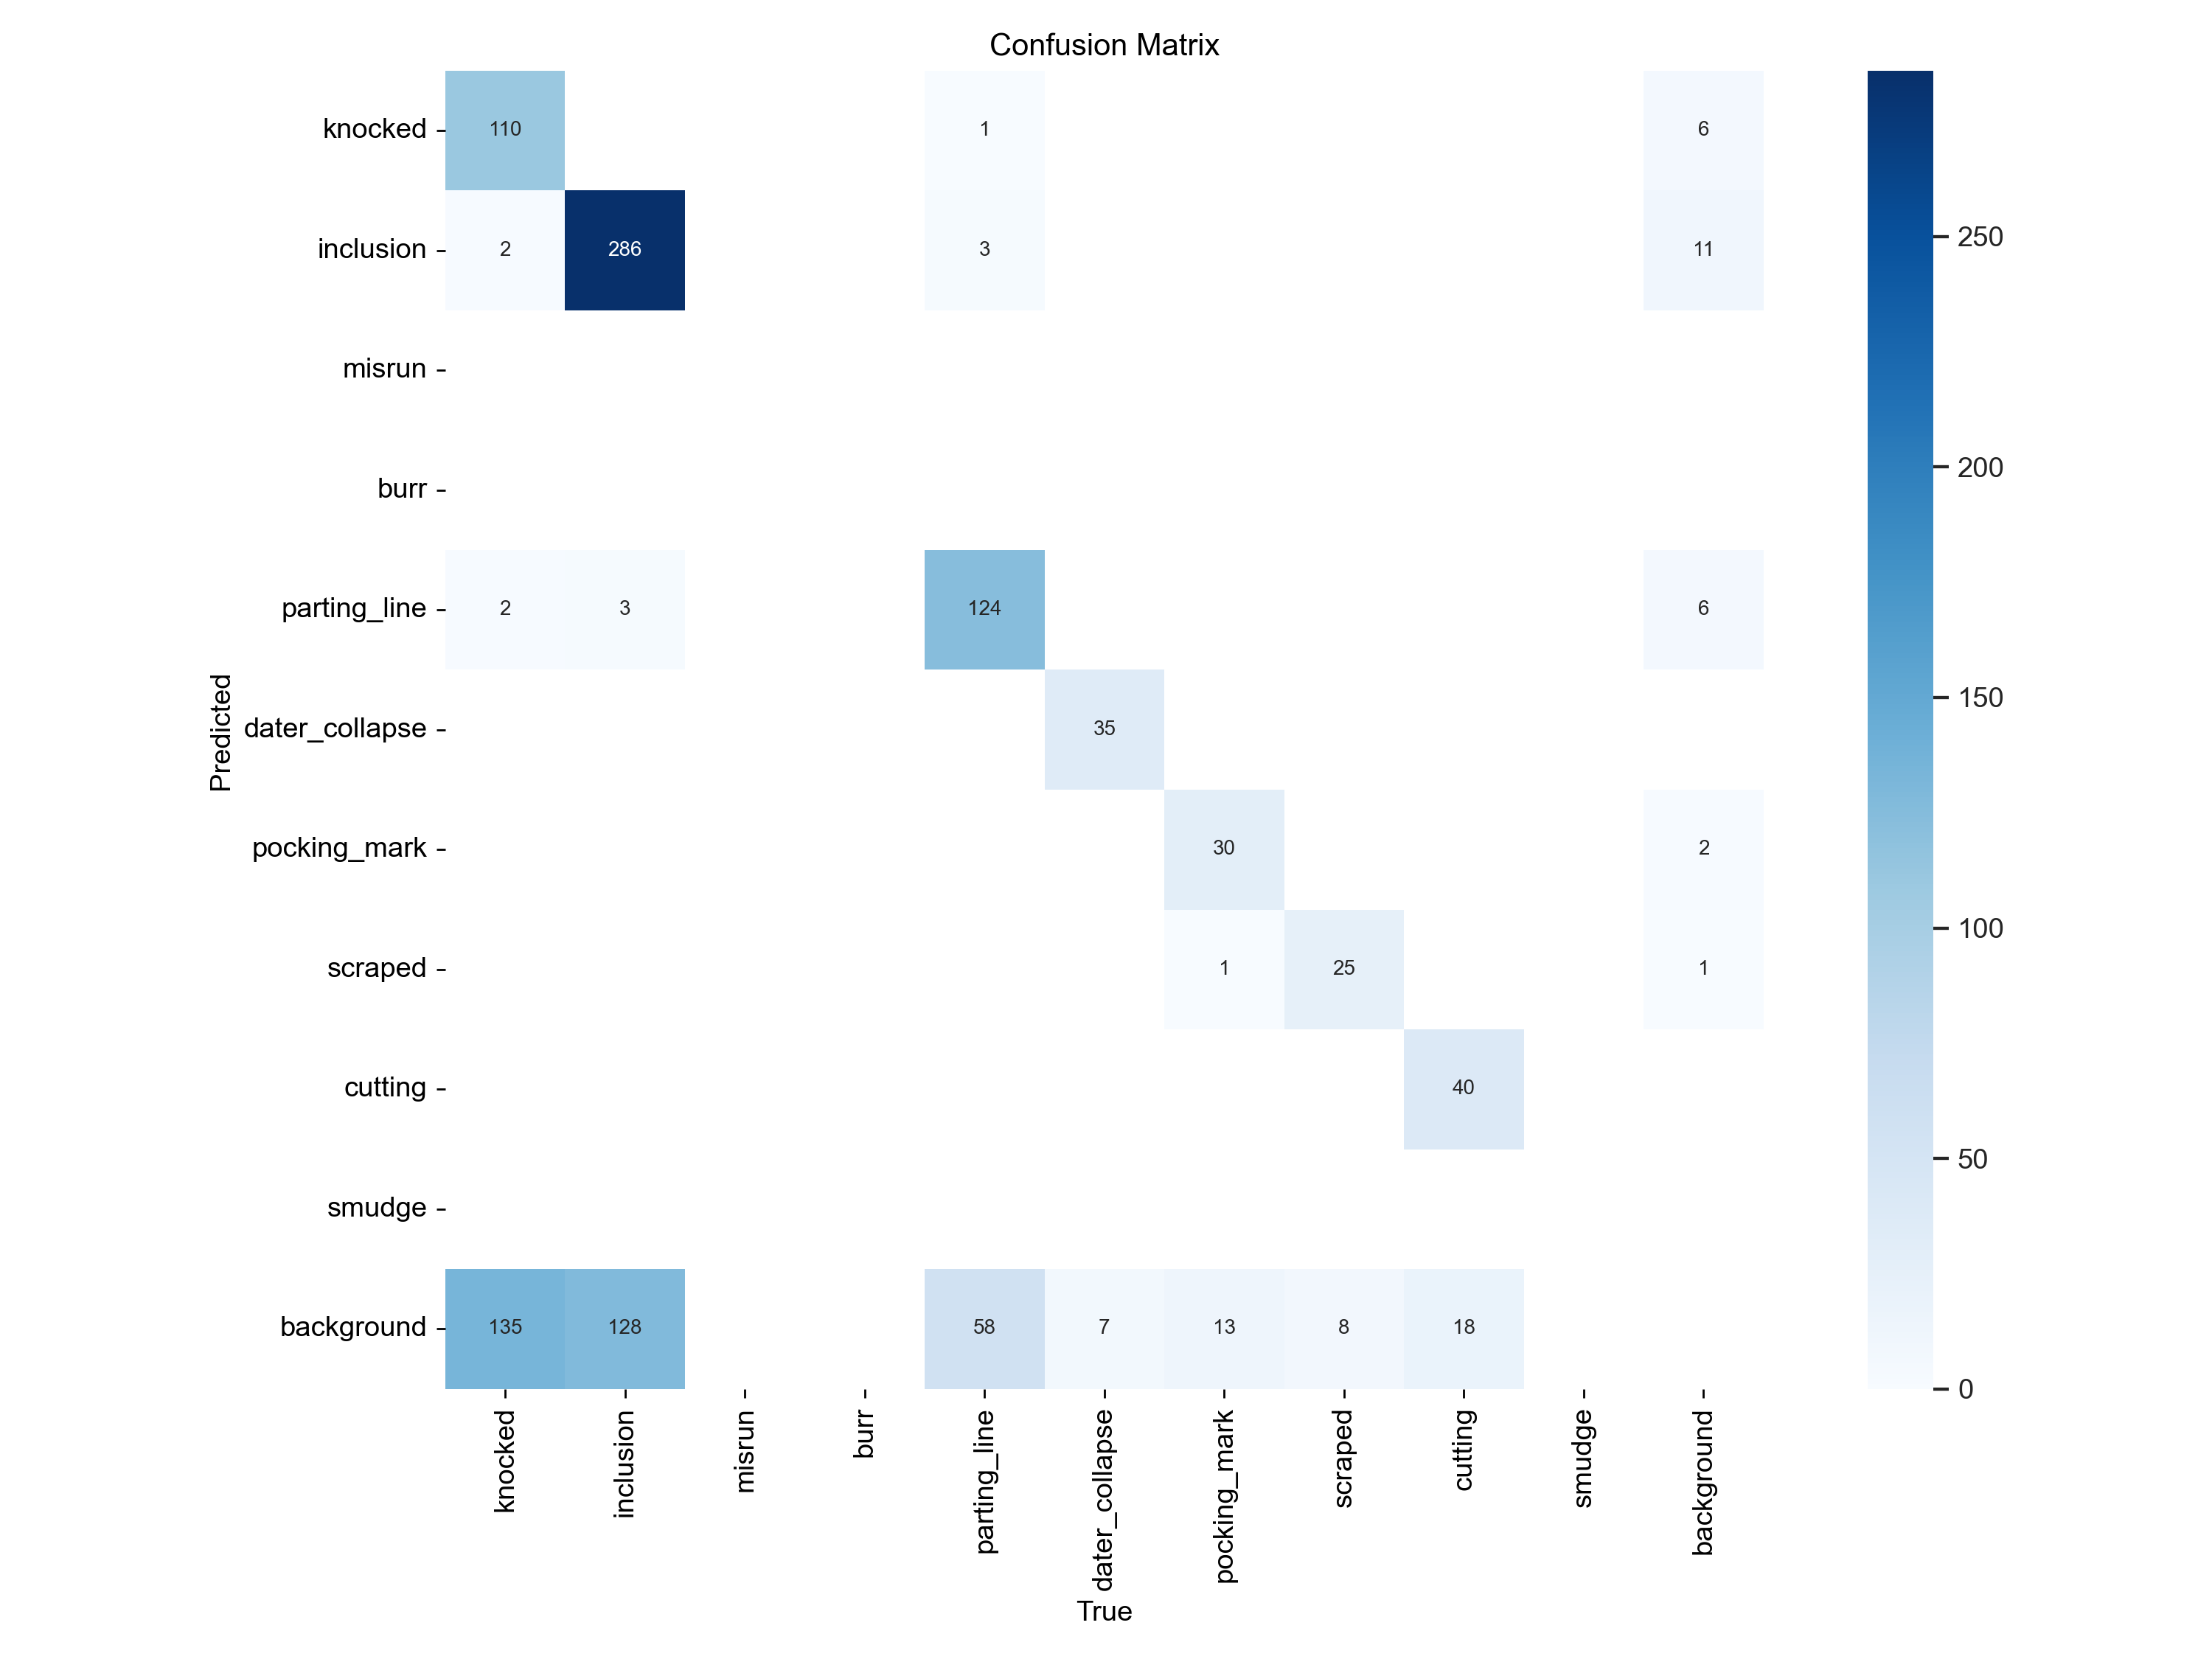 Confusion Matrix
knocked 110 1 6
inclusion 2 286 3 11
misrun
burr
parting_line 2 3 124 6
dater_collapse 35
pocking_mark 30 2
scraped 1 25 1
cutting 40
smudge
background 135 128 58 7 13 8 18
Predicted
knocked
inclusion
misrun
burr
parting_line
dater_collapse
pocking_mark
scraped
cutting
smudge
background
True
250
200
150
100
50
0